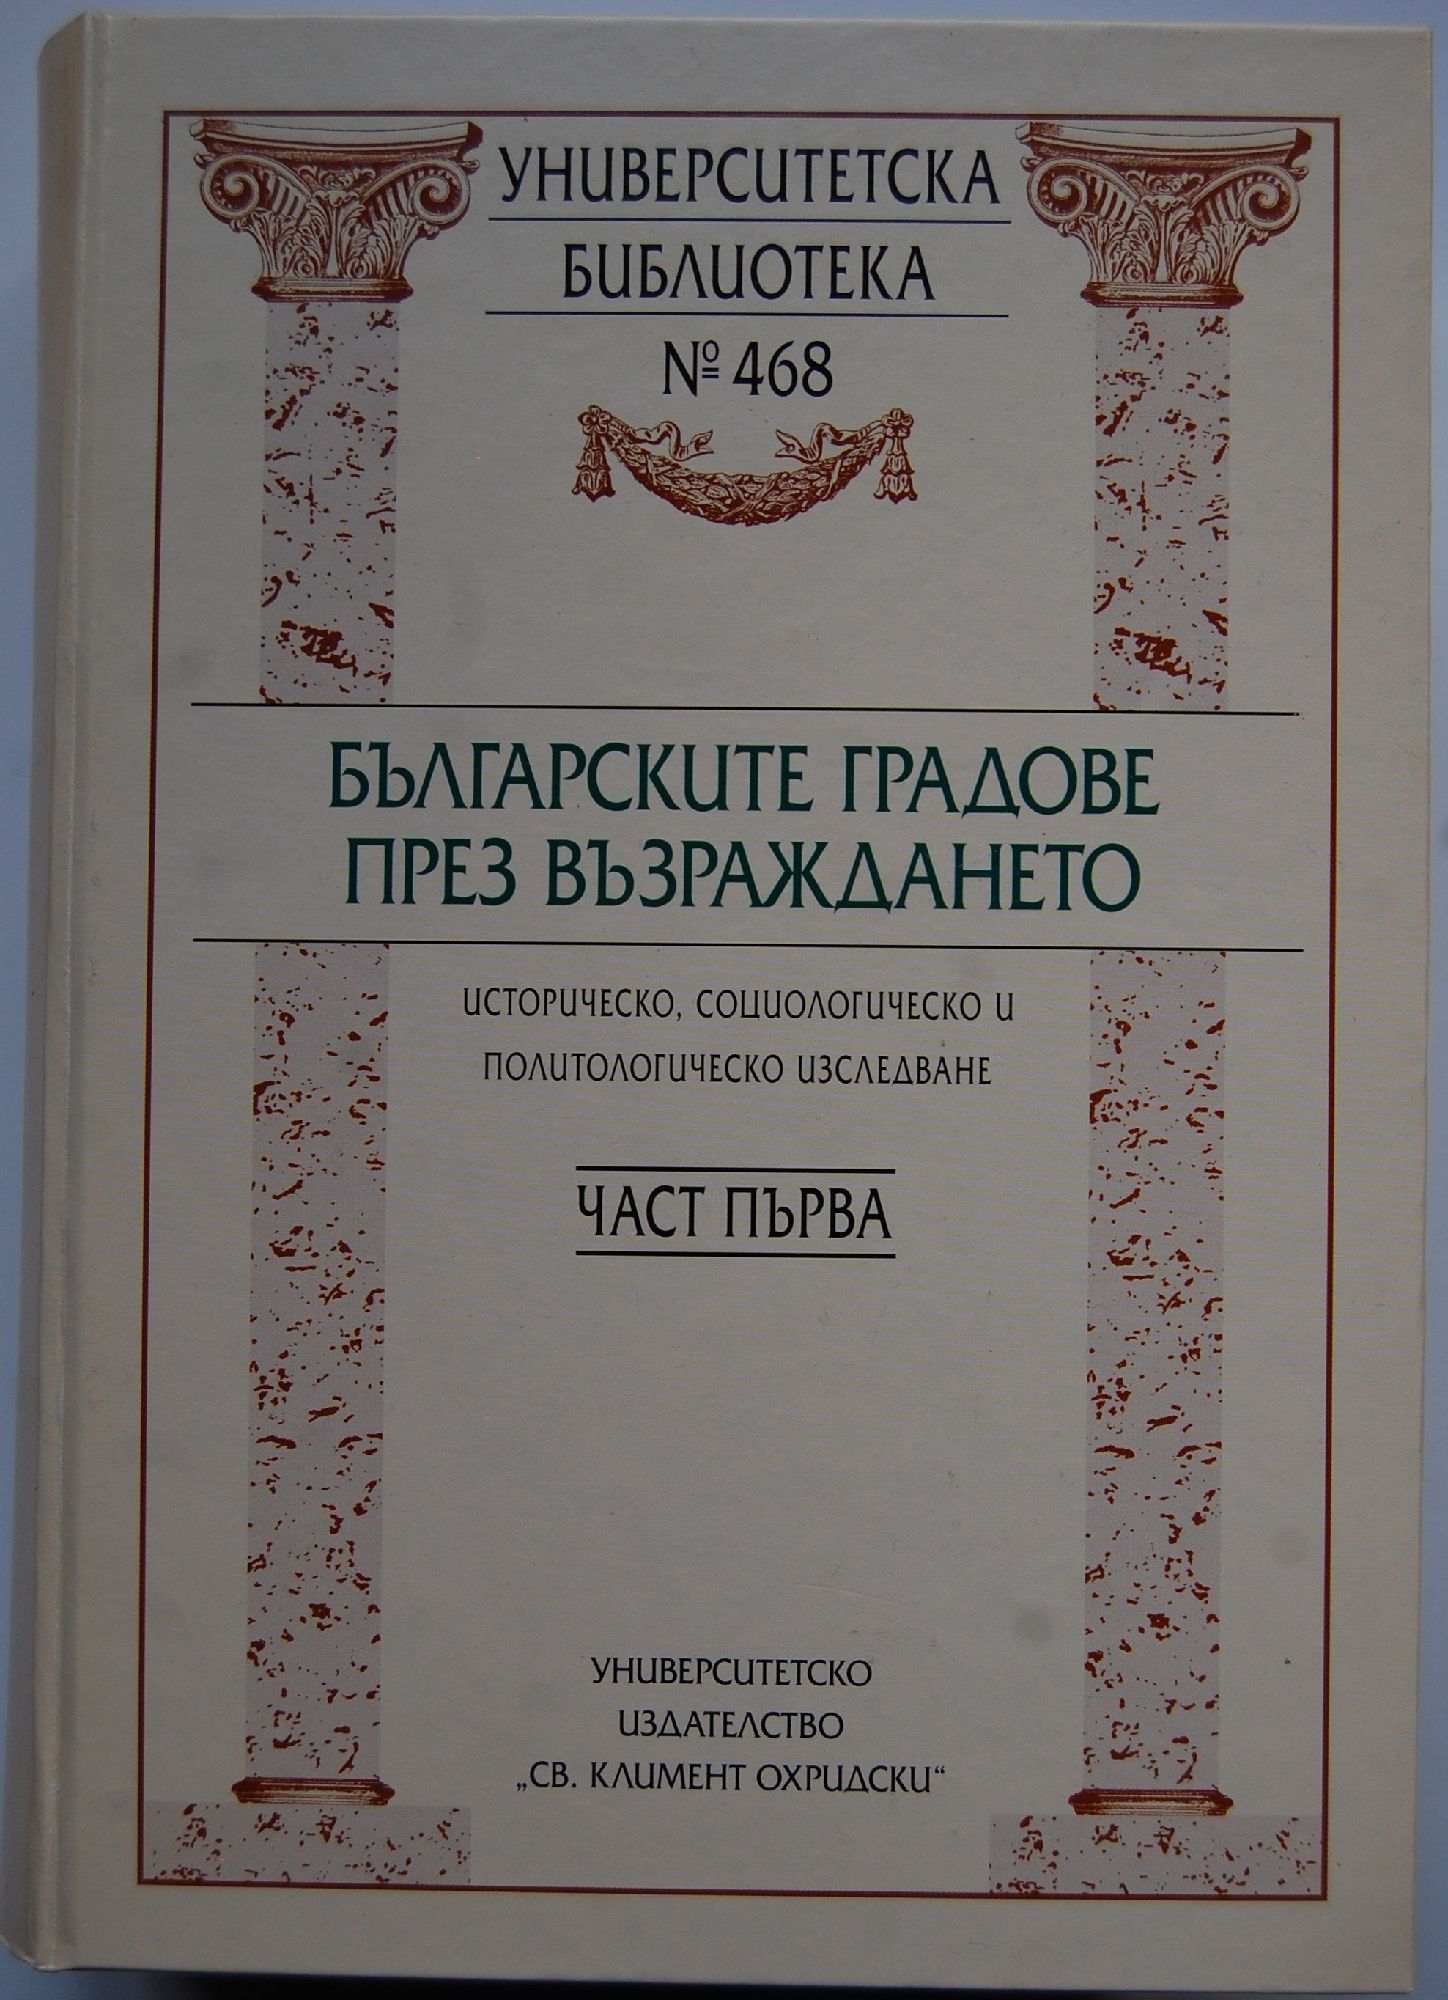 УНИВЕРСИТЕТСКА
БИБЛИОТЕКА
№ 468
БЪЛГАРСКИТЕ ГРАДОВЕ
ПРЕЗ ВЪЗРАЖДАНЕТО
ИСТОРИЧЕСКО, СОЦИОЛОГИЧЕСКО И
ПОЛИТОЛОГИЧЕСКО ИЗСЛЕДВАНЕ
ЧАСТ ПЪРВА
УНИВЕРСИТЕТСКО
ИЗДАТЕЛСТВО
„СВ. КЛИМЕНТ ОХРИДСКИ“